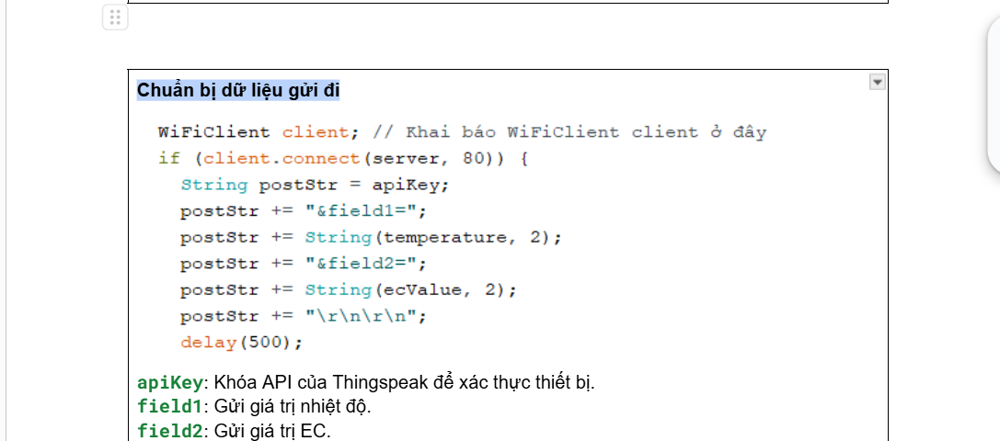 Chuẩn bị dữ liệu gửi đi
WiFiClient client; // Khai báo WiFiClient client ở đây
if (client.connect(server, 80)) {
String postStr = apiKey;
postStr += "&field1=";
postStr += String(temperature, 2);
postStr += "&field2=";
postStr += String(ecValue, 2);
postStr += "\r\n\r\n";
delay(500);
apiKey: Khóa API của Thingspeak để xác thực thiết bị.
field1: Gửi giá trị nhiệt độ.
field2: Gửi giá trị EC.